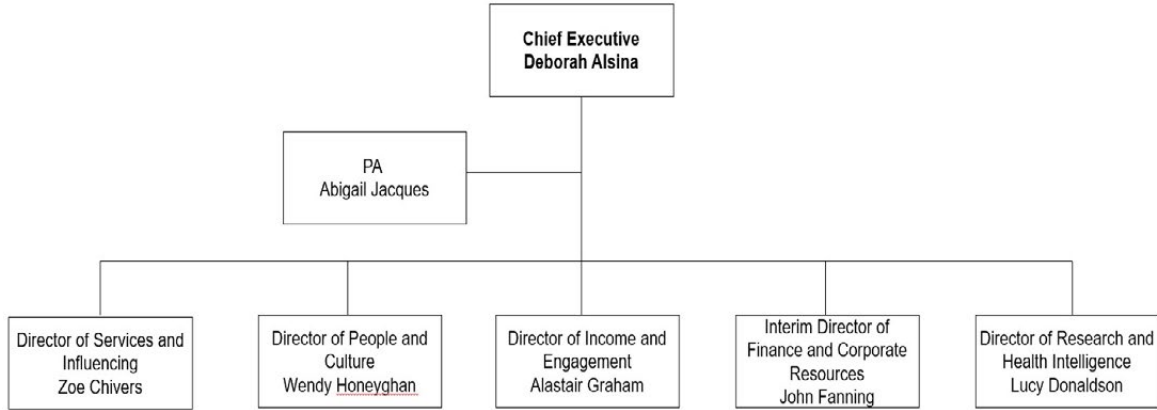 Chief Executive
Deborah Alsina
PA
Abigail Jacques
Director of Services and
Influencing
Zoe Chivers
Director of People and
Culture
Wendy Honeyghan
Director of Income and
Engagement
Alastair Graham
Interim Director of
Finance and Corporate
Resources
John Fanning
Director of Research and
Health Intelligence
Lucy Donaldson